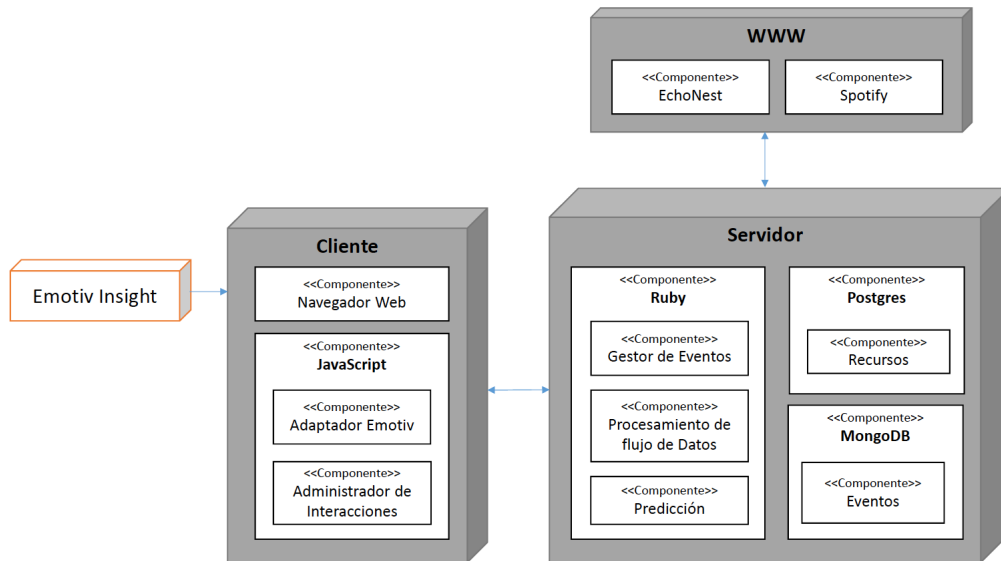 WWW
<<Componente>>
EchoNest
<<Componente>>
Spotify
Emotiv Insight
Cliente
<<Componente>>
Navegador Web
<<Componente>>
JavaScript
<<Componente>>
Adaptador Emotiv
<<Componente>>
Administrador de
Interacciones
Servidor
<<Componente>>
Ruby
<<Componente>>
Gestor de Eventos
<<Componente>>
Procesamiento de
flujo de Datos
<<Componente>>
Predicción
<<Componente>>
Postgres
<<Componente>>
Recursos
<<Componente>>
MongoDB
<<Componente>>
Eventos